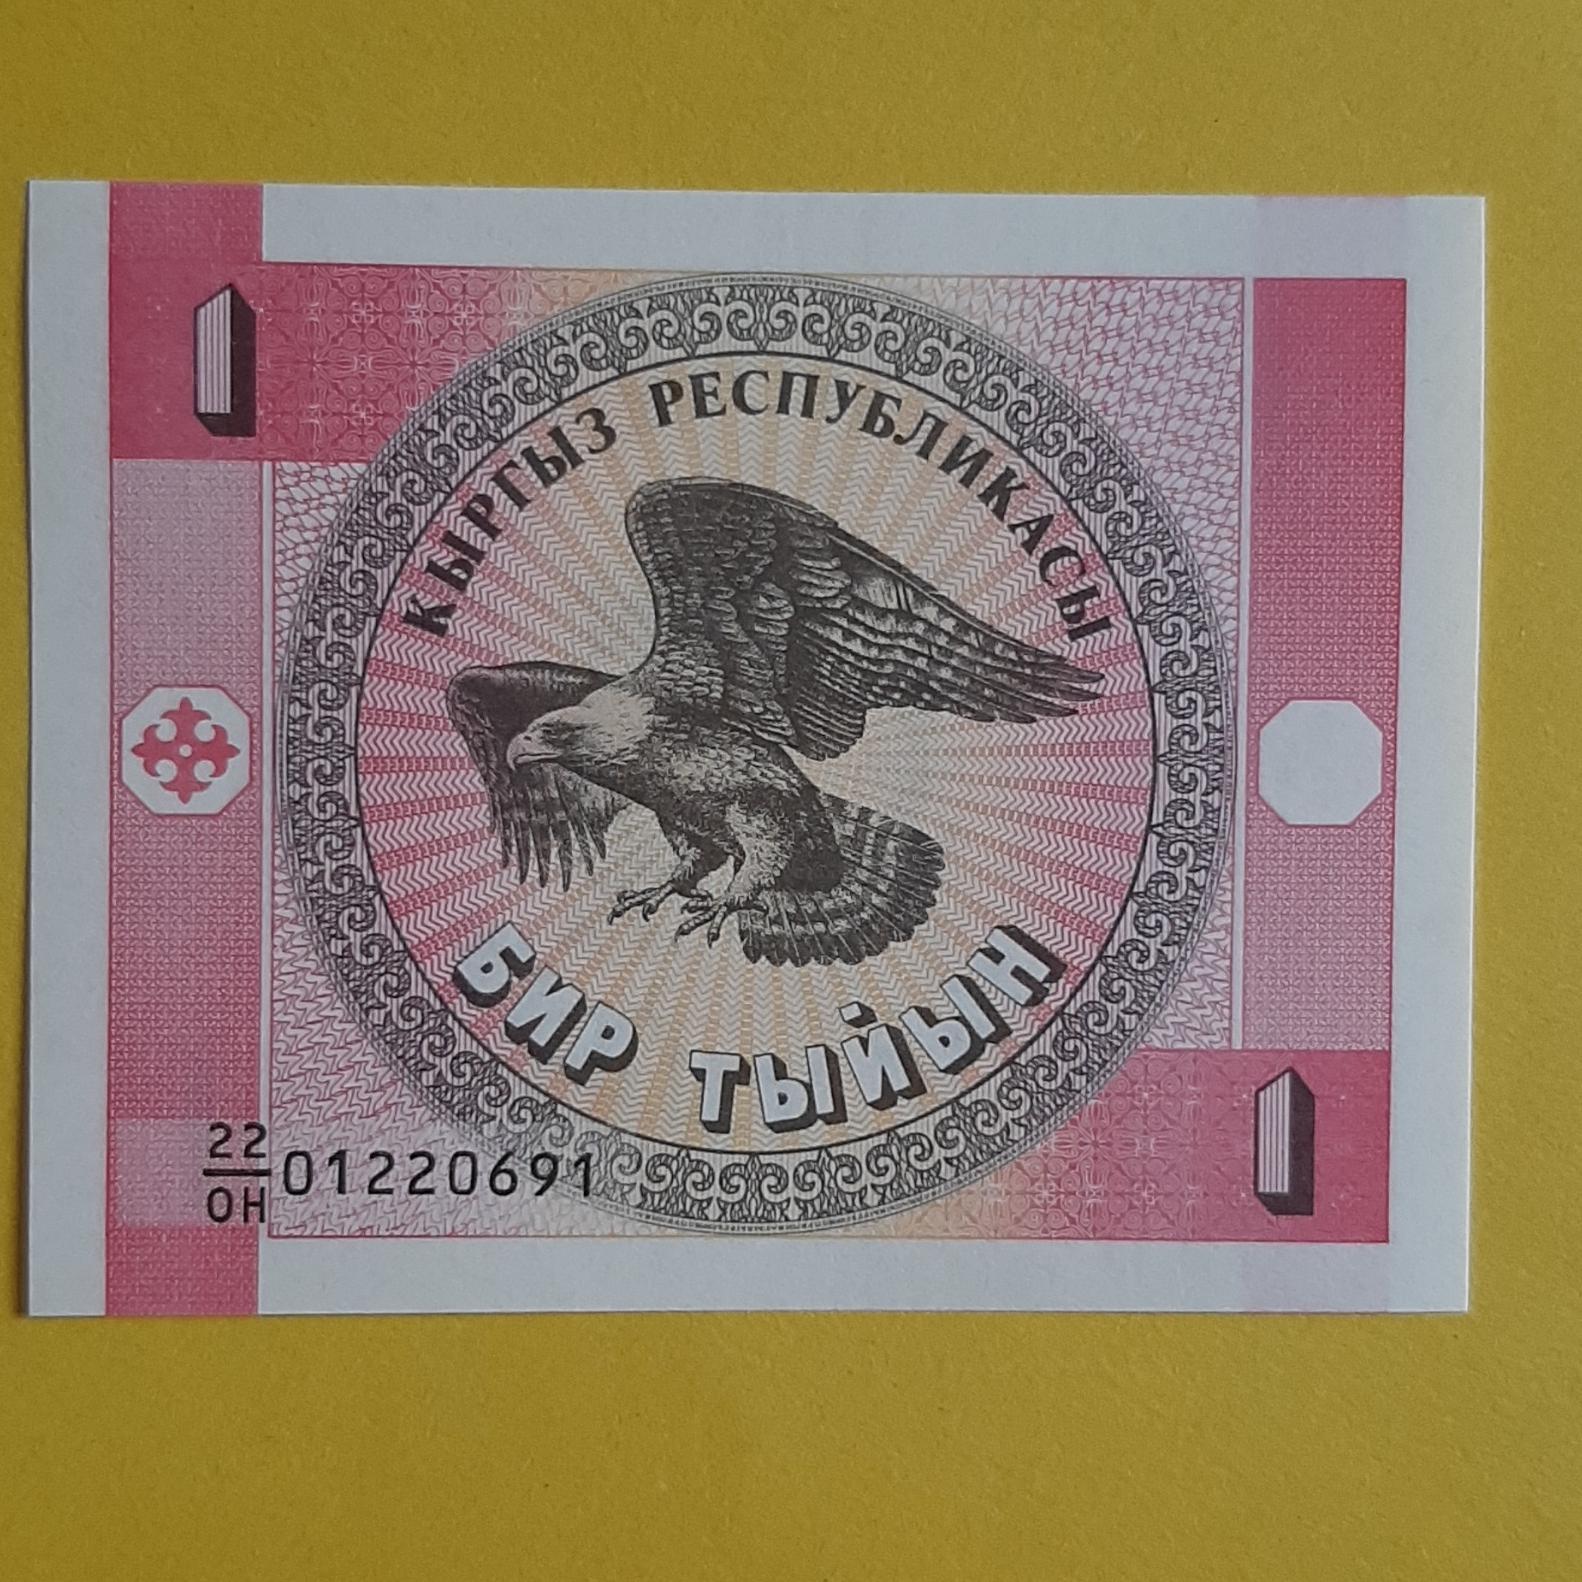 1
КЫРГЫЗ РЕСПУБЛИКАСЫ
БИР ТЫЙЫН
1
22
ОН 01220691